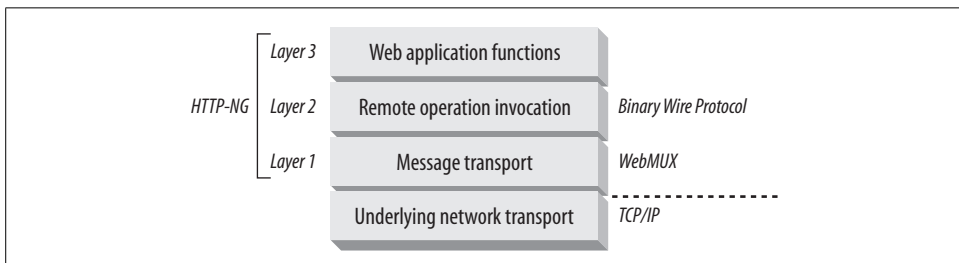 Layer 3 Web application functions
HTTP-NG Layer 2 Remote operation invocation Binary Wire Protocol
Layer 1 Message transport WebMUX
Underlying network transport TCP/IP